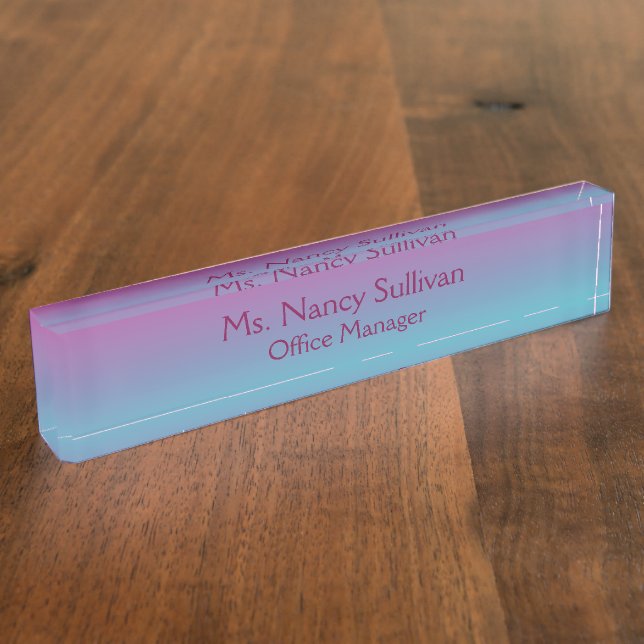 Ms. Nancy Sullivan
Office Manager